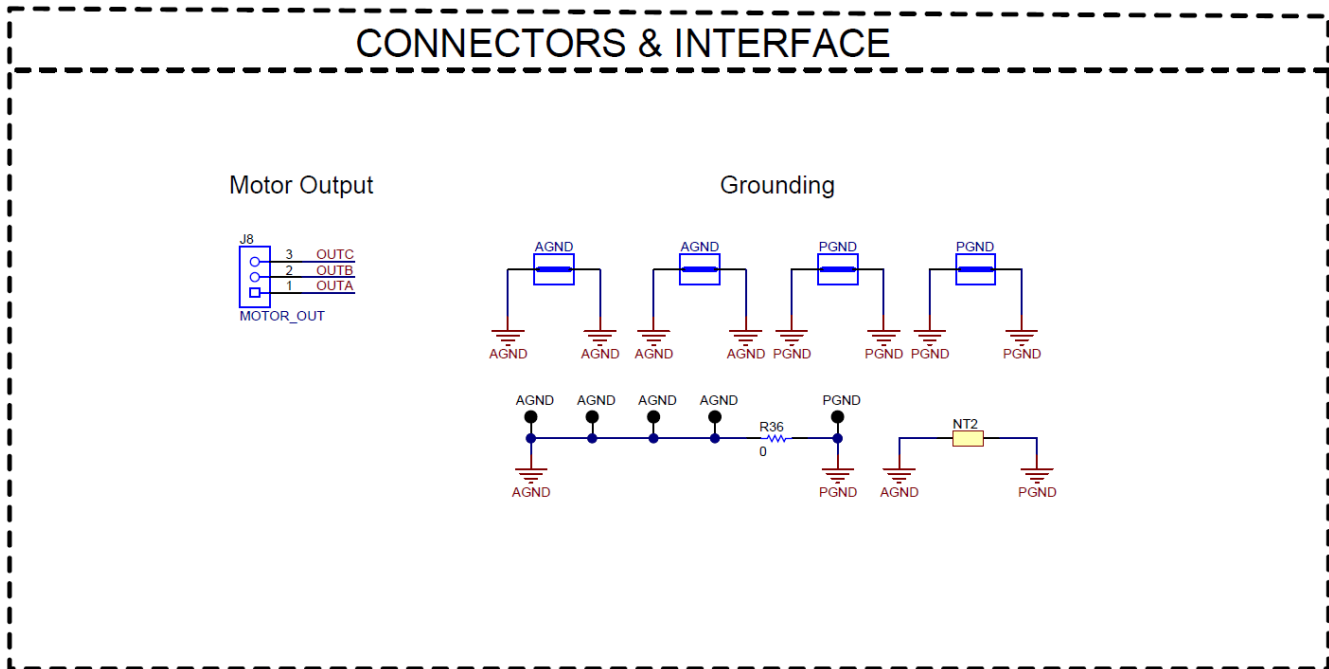 CONNECTORS & INTERFACE
Motor Output
Grounding
J8
3 OUTC
2 OUTB
1 OUTA
MOTOR_OUT
AGND AGND PGND PGND
AGND AGND AGND AGND PGND PGND PGND PGND
AGND AGND AGND AGND PGND
R36
0
NT2
AGND PGND AGND PGND